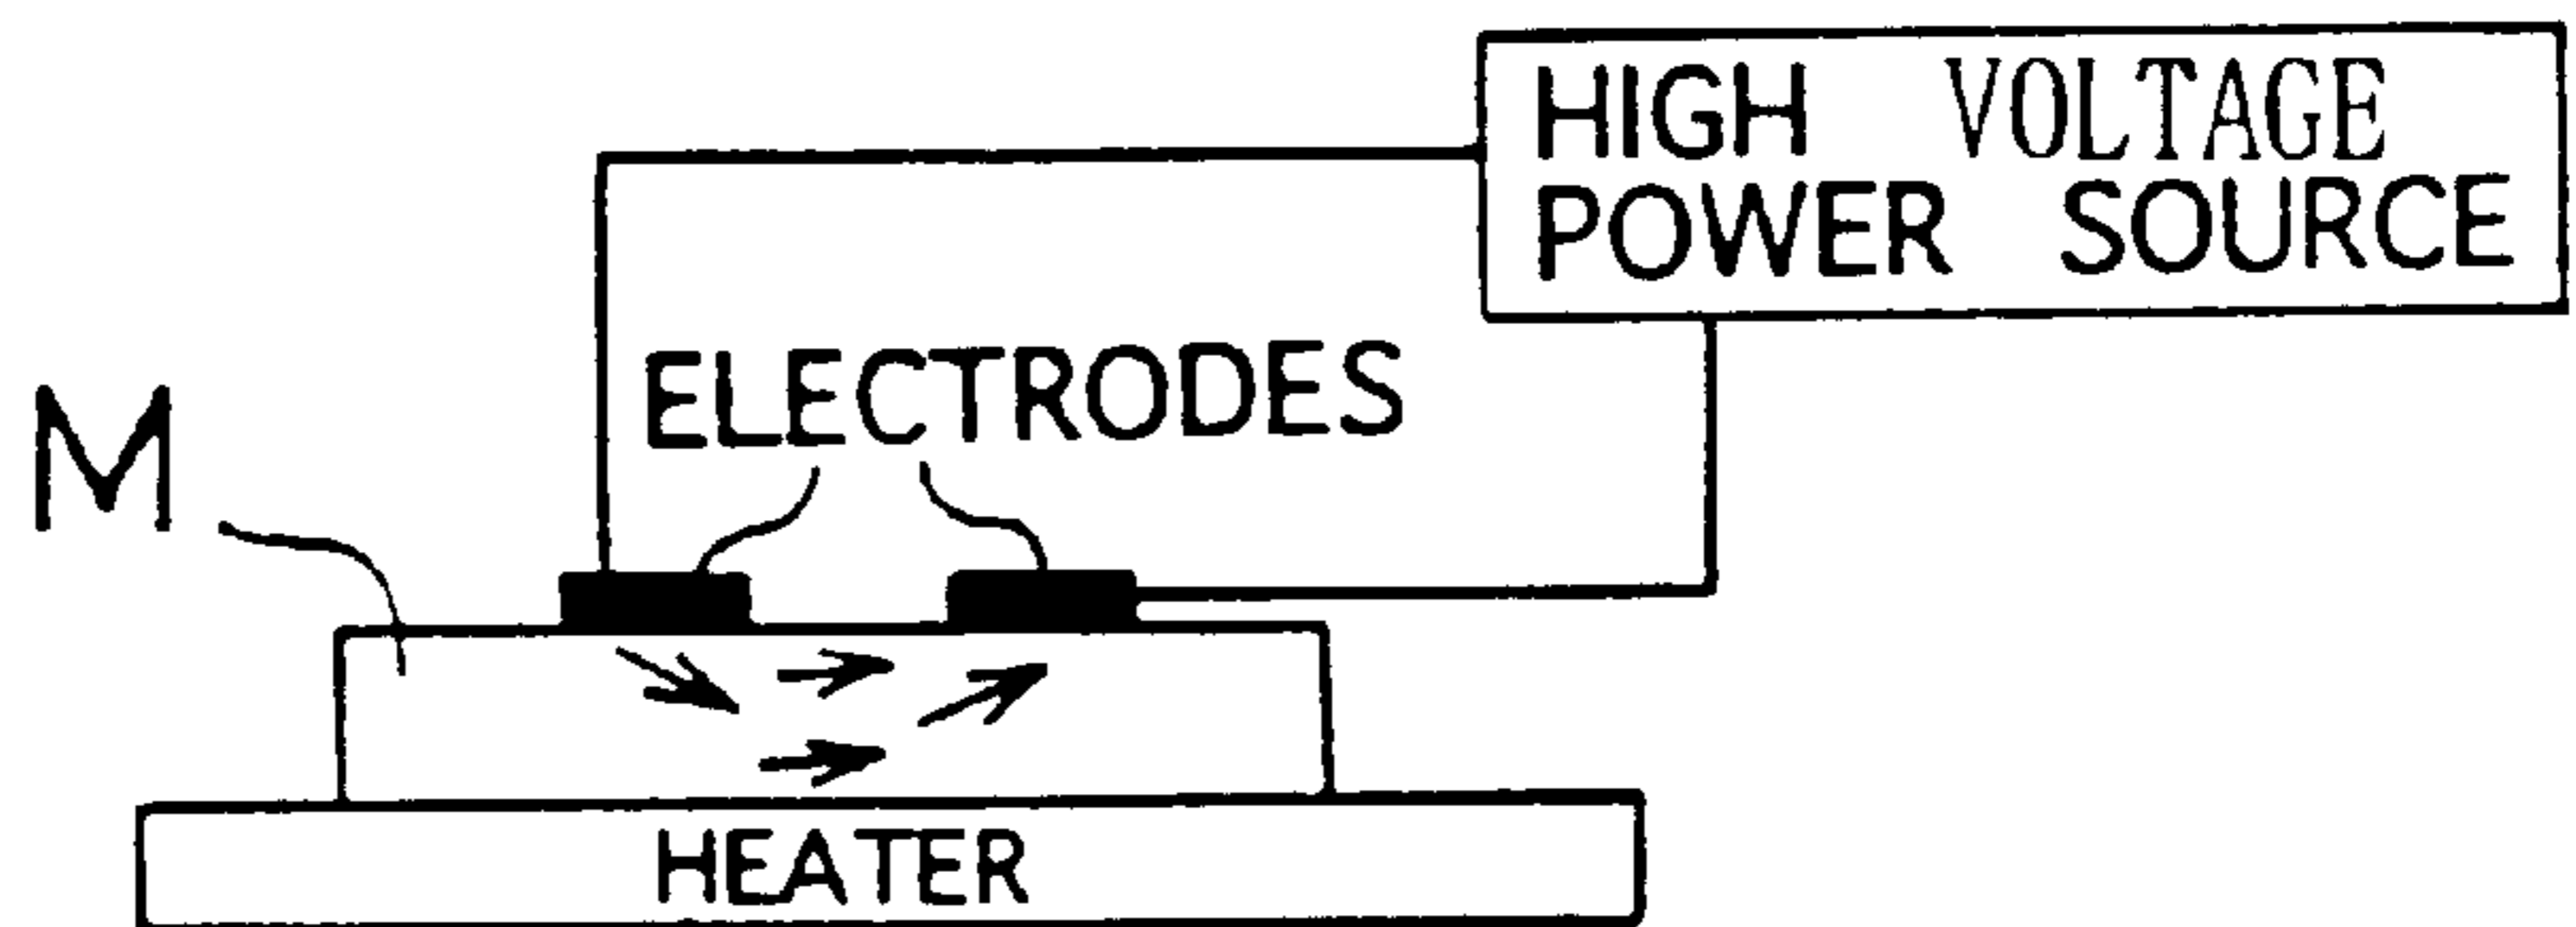 HIGH VOLTAGE
POWER SOURCE
ELECTRODES
M
HEATER